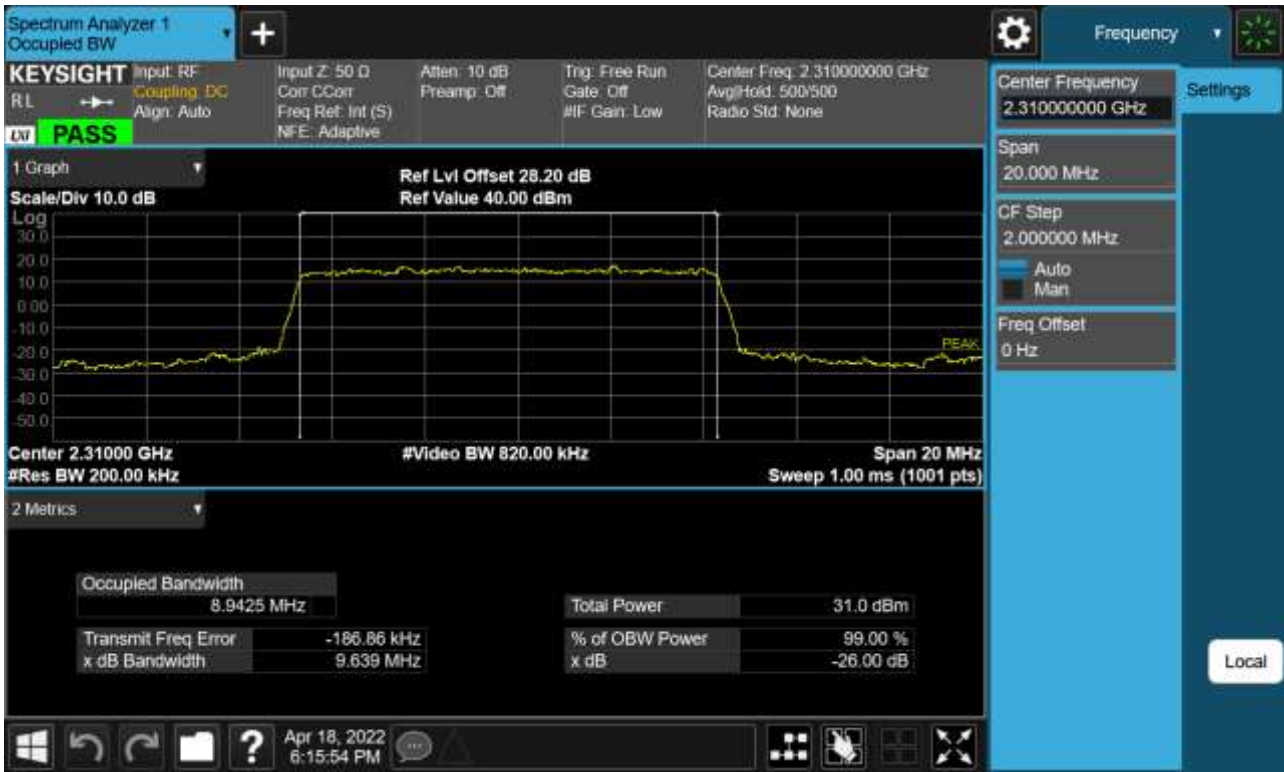 Spectrum Analyzer 1
Occupied BW
+
Frequency
KEYSIGHT
RL
LXI
PASS
Input: RF
Coupling: DC
Align: Auto
Input Z: 50 Ω
Corr CCorr
Freq Ref: Int (S)
NFE: Adaptive
Atten: 10 dB
Preamp: Off
Trig: Free Run
Gate: Off
#IF Gain: Low
Center Freq: 2.310000000 GHz
Avg|Hold: 500/500
Radio Std: None
Center Frequency
2.310000000 GHz
Settings
Span
20.000 MHz
CF Step
2.000000 MHz
Auto
Man
Freq Offset
0 Hz
Local
1 Graph
Scale/Div 10.0 dB
Ref Lvl Offset 28.20 dB
Ref Value 40.00 dBm
Log
30.0
20.0
10.0
0.00
-10.0
-20.0
-30.0
-40.0
-50.0
PEAK
Center 2.31000 GHz
#Res BW 200.00 kHz
#Video BW 820.00 kHz
Span 20 MHz
Sweep 1.00 ms (1001 pts)
2 Metrics
Occupied Bandwidth
8.9425 MHz
Transmit Freq Error -186.86 kHz
x dB Bandwidth 9.639 MHz
Total Power 31.0 dBm
% of OBW Power 99.00 %
x dB -26.00 dB
?
Apr 18, 2022
6:15:54 PM